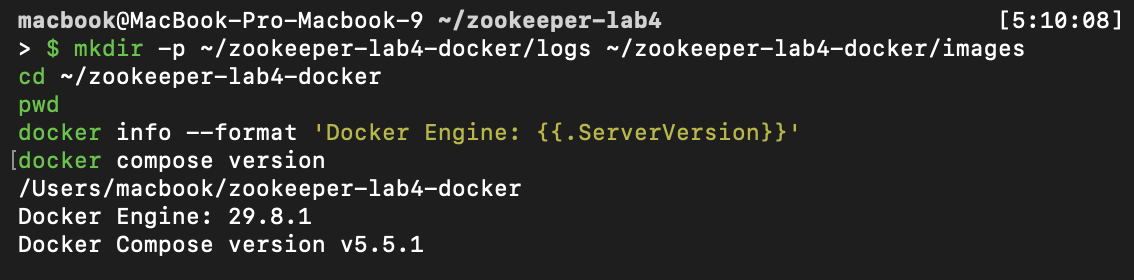 macbook@MacBook-Pro-Macbook-9 ~/zookeeper-lab4 [5:10:08]
> $ mkdir -p ~/zookeeper-lab4-docker/logs ~/zookeeper-lab4-docker/images
cd ~/zookeeper-lab4-docker
pwd
docker info --format 'Docker Engine: {{.ServerVersion}}'
[docker compose version
/Users/macbook/zookeeper-lab4-docker
Docker Engine: 29.8.1
Docker Compose version v5.5.1